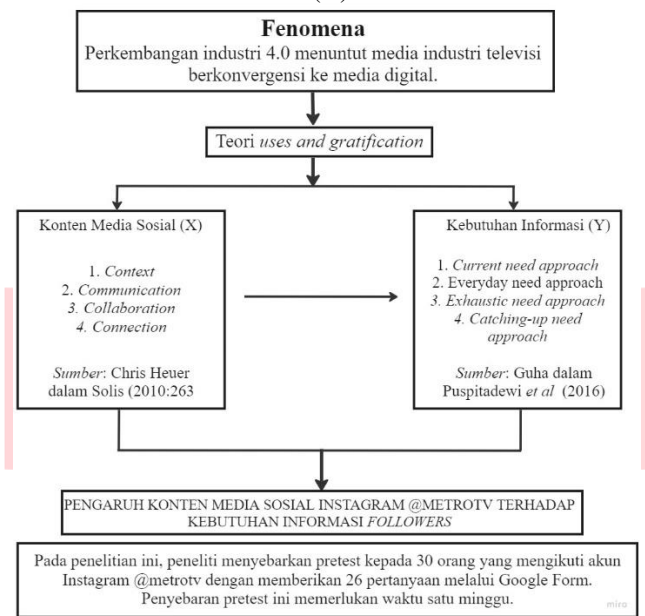 Fenomena
Perkembangan industri 4.0 menuntut media industri televisi
berkonvergensi ke media digital.
Teori uses and gratification
Konten Media Sosial (X)
1. Context
2. Communication
3. Collaboration
4. Connection
Sumber: Chris Heuer
dalam Solis (2010:263
Kebutuhan Informasi (Y)
1. Current need approach
2. Everyday need approach
3. Exhaustic need approach
4. Catching-up need
approach
Sumber: Guha dalam
Puspitadewi et al (2016)
PENGARUH KONTEN MEDIA SOSIAL INSTAGRAM @METROTV TERHADAP
KEBUTUHAN INFORMASI FOLLOWERS
Pada penelitian ini, peneliti menyebarkan pretest kepada 30 orang yang mengikuti akun
Instagram @metrotv dengan memberikan 26 pertanyaan melalui Google Form.
Penyebaran pretest ini memerlukan waktu satu minggu.
miro